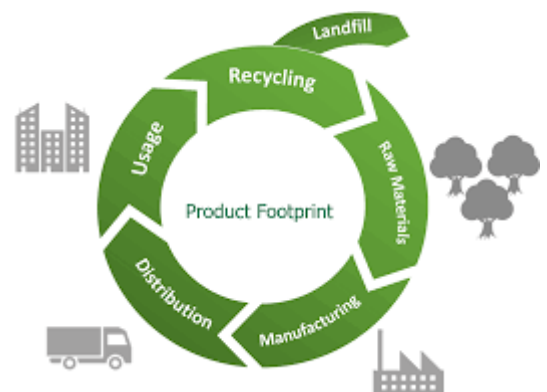 Landfill
Recycling
Usage
Raw Materials
Product Footprint
Distribution
Manufacturing